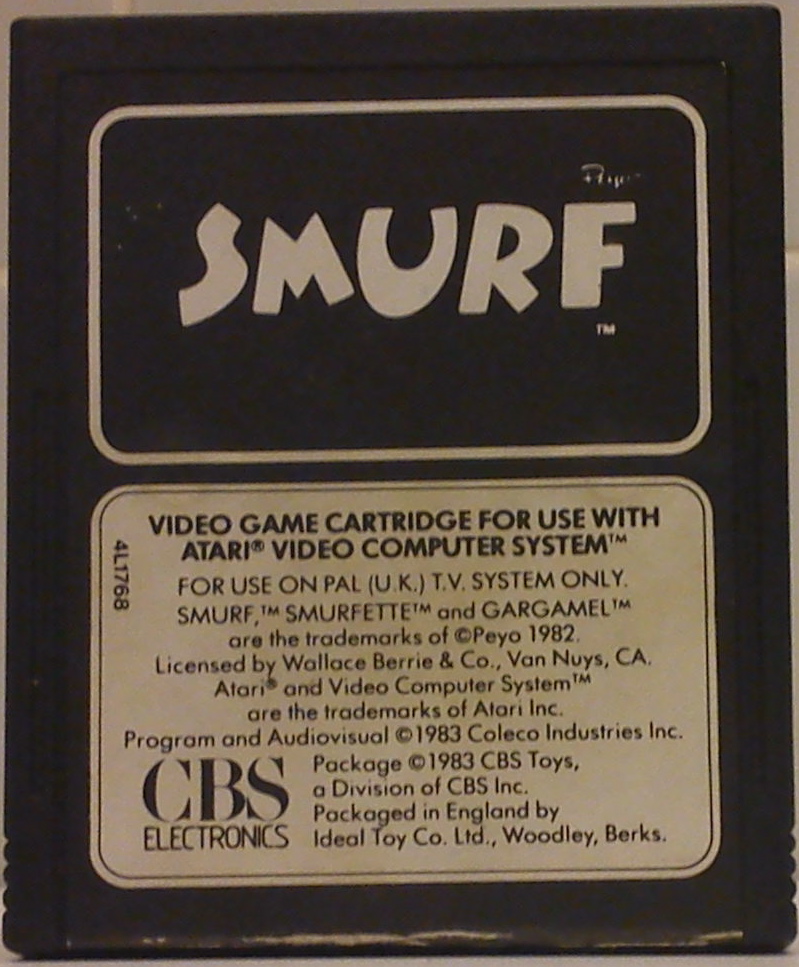 Peyo
SMURF
TM
VIDEO GAME CARTRIDGE FOR USE WITH
ATARI® VIDEO COMPUTER SYSTEM™
FOR USE ON PAL (U.K.) T.V. SYSTEM ONLY.
SMURF,™ SMURFETTE™ and GARGAMEL™
are the trademarks of ©Peyo 1982.
Licensed by Wallace Berrie & Co., Van Nuys, CA.
Atari® and Video Computer System™
are the trademarks of Atari Inc.
Program and Audiovisual ©1983 Coleco Industries Inc.
Package ©1983 CBS Toys,
a Division of CBS Inc.
Packaged in England by
Ideal Toy Co. Ltd., Woodley, Berks.
CBS
ELECTRONICS
4L1768